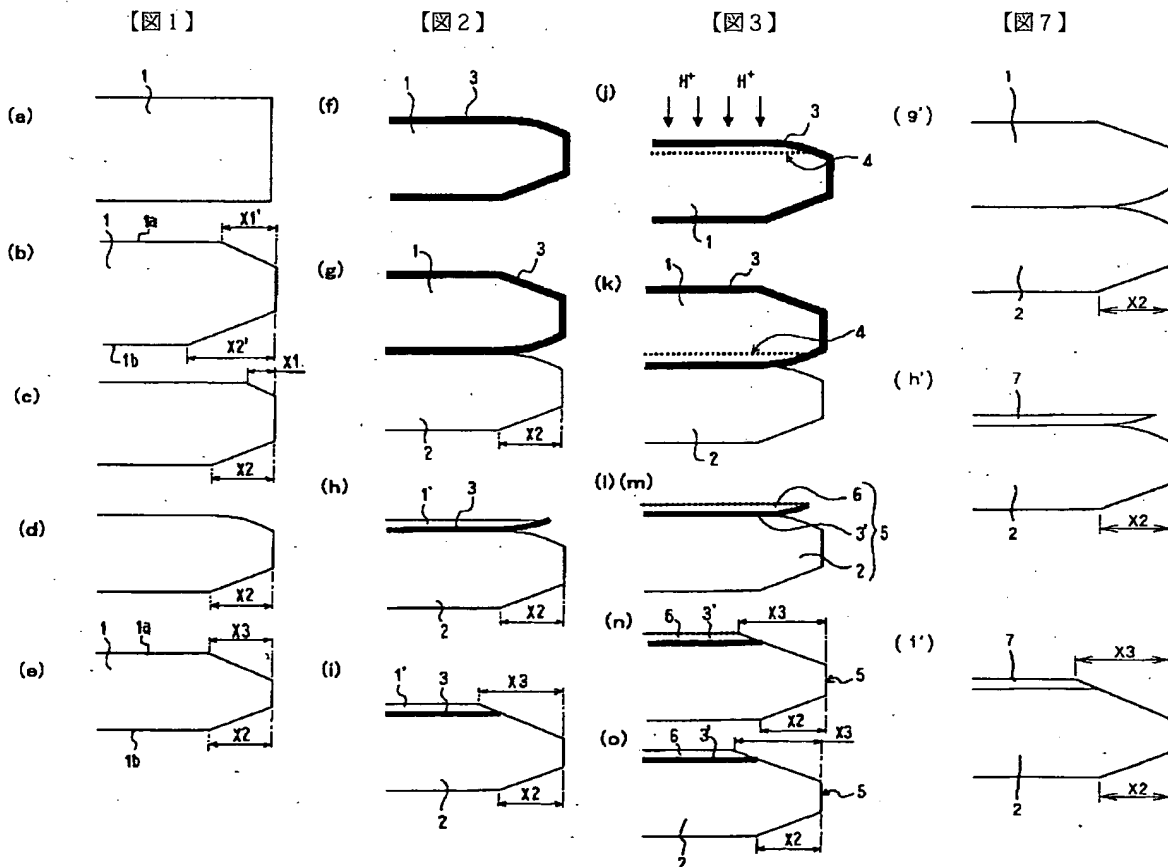 【図1】
(a)
1
(b)
1
1a
X1'
1b
X2'
(c)
X1
X2
(d)
X2
(e)
1
1a
X3
1b
X2
【図2】
(f)
1
3
(g)
1
3
2
X2
(h)
1'
3
2
X2
(i)
1'
3
X3
2
X2
【図3】
(j)
H⁺ H⁺
3
4
1
(k)
1
3
4
2
(l)(m)
6
3'
5
2
(n)
6 3'
X3
5
X2
(o)
6 3'
X3
5
2
X2
【図7】
(g')
1
2
X2
(h')
7
2
X2
(i')
7
X3
2
X2